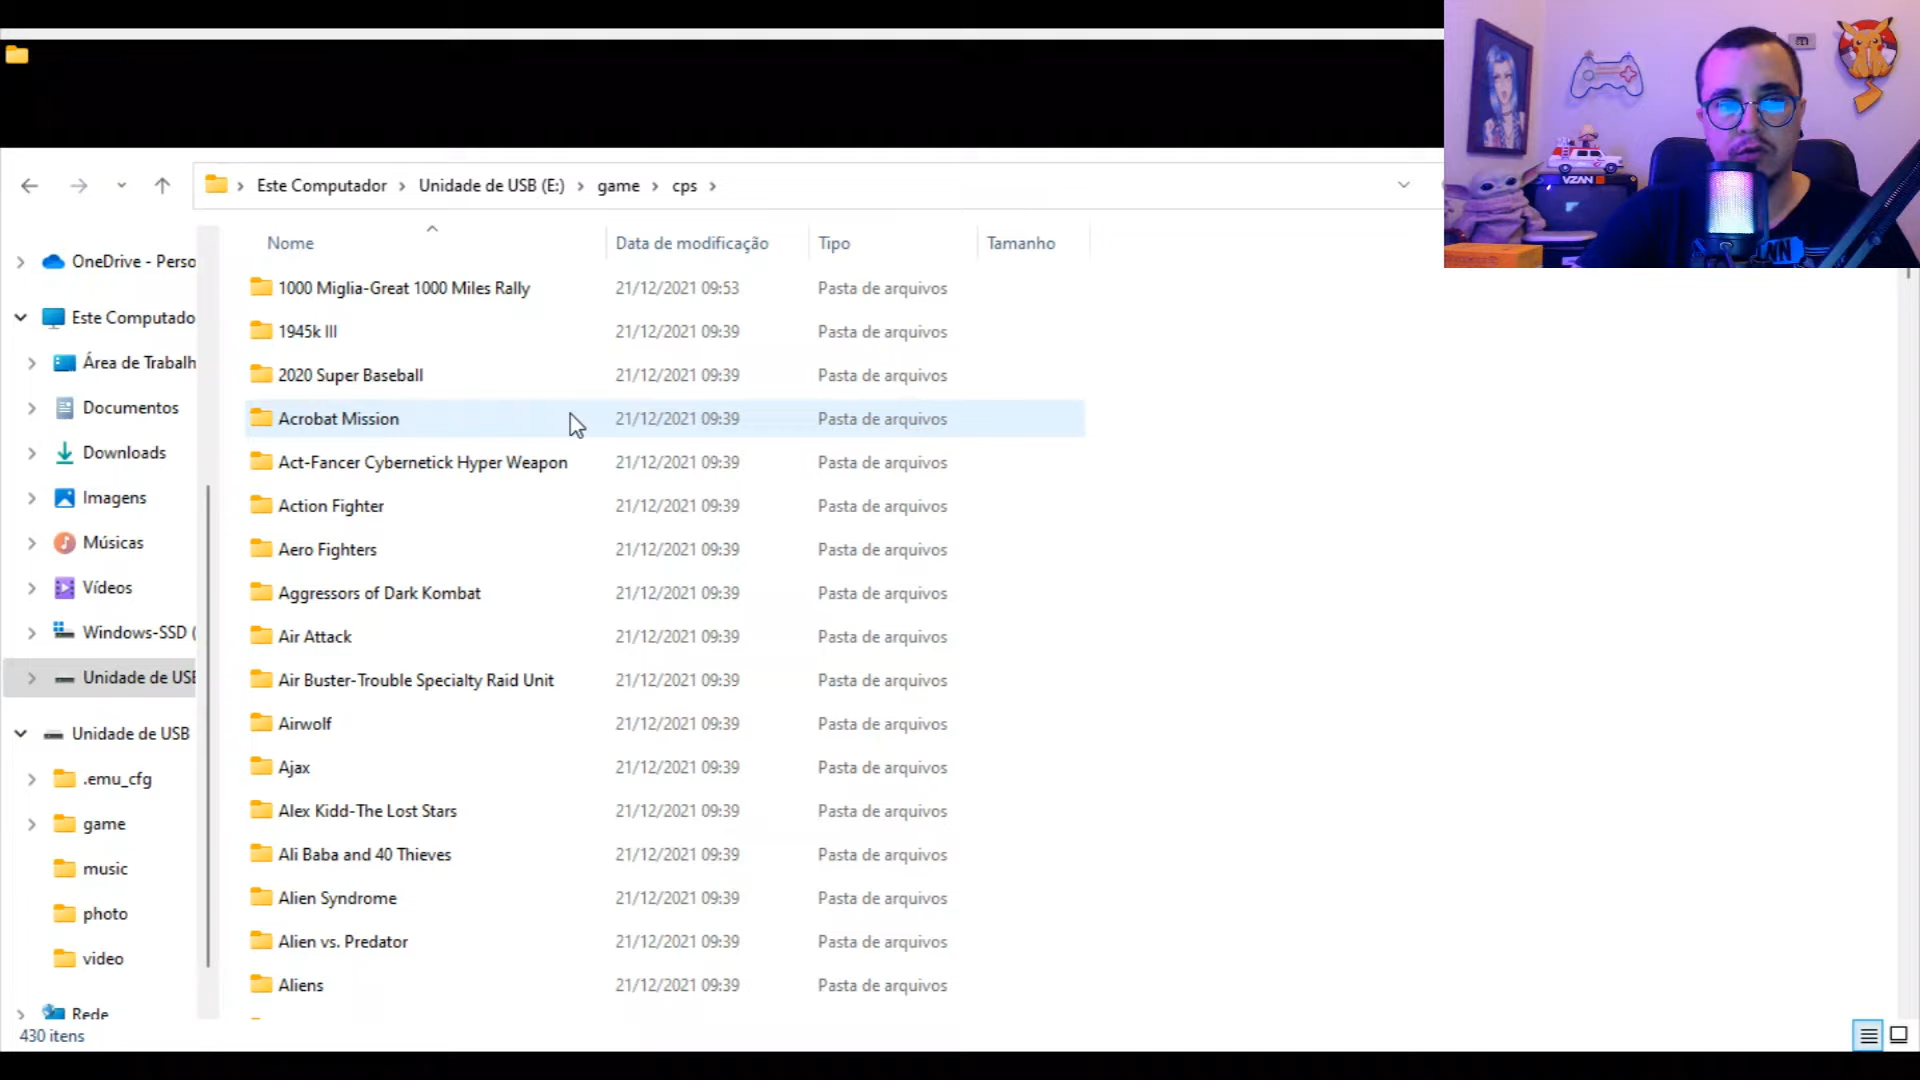 Este Computador > Unidade de USB (E:) > game > cps >
Nome Data de modificação Tipo Tamanho
1000 Miglia-Great 1000 Miles Rally 21/12/2021 09:53 Pasta de arquivos
1945k III 21/12/2021 09:39 Pasta de arquivos
2020 Super Baseball 21/12/2021 09:39 Pasta de arquivos
Acrobat Mission 21/12/2021 09:39 Pasta de arquivos
Act-Fancer Cybernetick Hyper Weapon 21/12/2021 09:39 Pasta de arquivos
Action Fighter 21/12/2021 09:39 Pasta de arquivos
Aero Fighters 21/12/2021 09:39 Pasta de arquivos
Aggressors of Dark Kombat 21/12/2021 09:39 Pasta de arquivos
Air Attack 21/12/2021 09:39 Pasta de arquivos
Air Buster-Trouble Specialty Raid Unit 21/12/2021 09:39 Pasta de arquivos
Airwolf 21/12/2021 09:39 Pasta de arquivos
Ajax 21/12/2021 09:39 Pasta de arquivos
Alex Kidd-The Lost Stars 21/12/2021 09:39 Pasta de arquivos
Ali Baba and 40 Thieves 21/12/2021 09:39 Pasta de arquivos
Alien Syndrome 21/12/2021 09:39 Pasta de arquivos
Alien vs. Predator 21/12/2021 09:39 Pasta de arquivos
Aliens 21/12/2021 09:39 Pasta de arquivos
OneDrive - Perso
Este Computado
Área de Trabalh
Documentos
Downloads
Imagens
Músicas
Vídeos
Windows-SSD (
Unidade de USB
Unidade de USB
.emu_cfg
game
music
photo
video
Rede
430 itens
VZAN